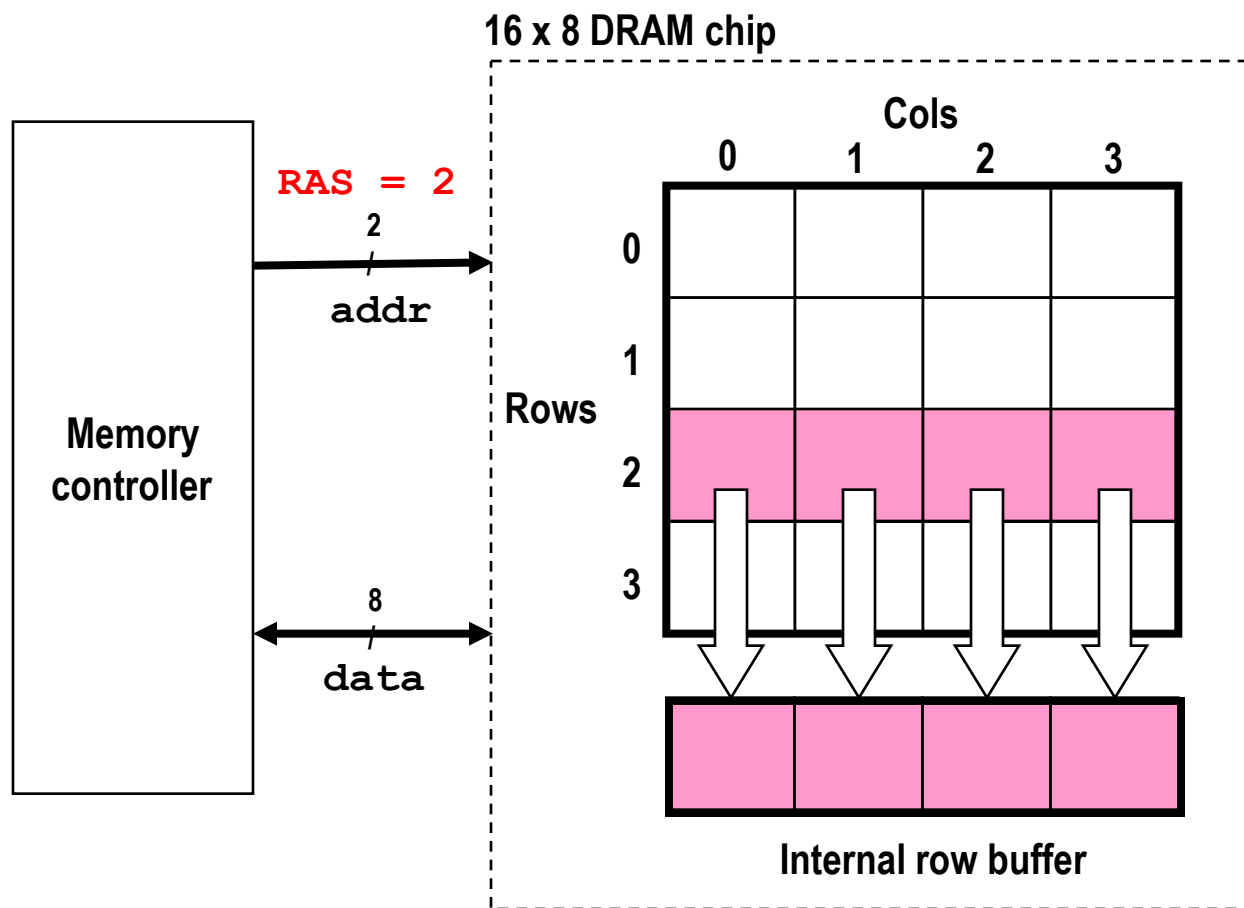 16 x 8 DRAM chip
Cols
0 1 2 3
RAS = 2
2
addr
0
1
Rows
2
3
Memory
controller
8
data
Internal row buffer